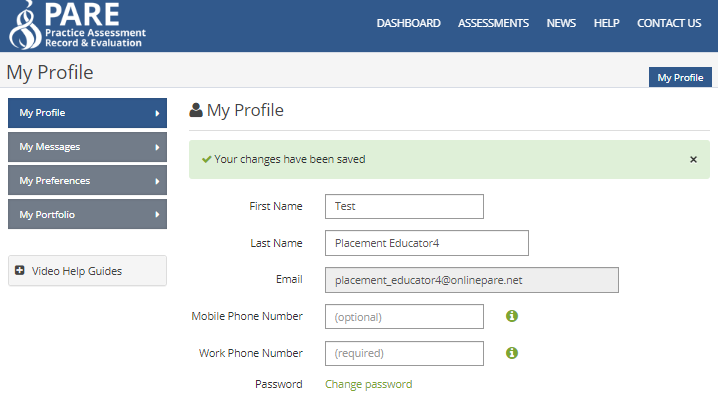 PARE
Practice Assessment
Record & Evaluation
DASHBOARD ASSESSMENTS NEWS HELP CONTACT US
My Profile
My Profile
My Profile
My Messages
My Preferences
My Portfolio
Video Help Guides
My Profile
Your changes have been saved
First Name Test
Last Name Placement Educator4
Email placement_educator4@onlinepare.net
Mobile Phone Number (optional)
Work Phone Number (required)
Password Change password